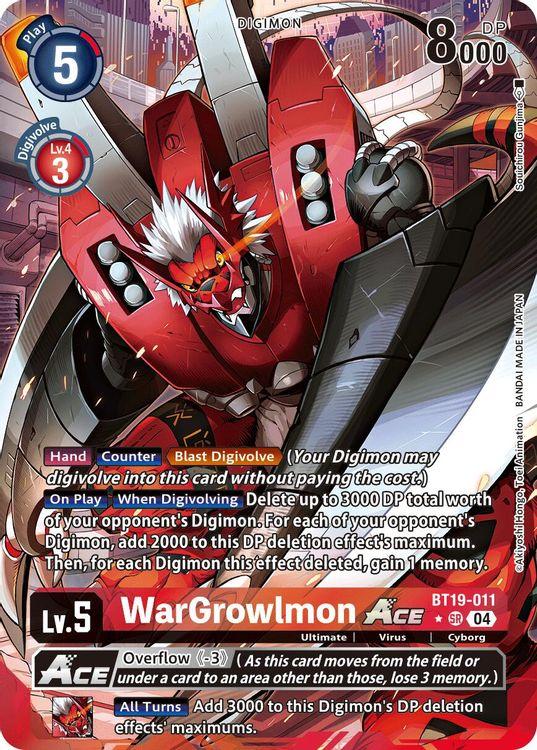 DIGIMON
Play
5
DP
8000
Digivolve
Lv.4
3
Souichirou Gunjima
©Akiyoshi Hongo, Toei Animation BANDAI MADE IN JAPAN
Hand Counter Blast Digivolve (Your Digimon may
digivolve into this card without paying the cost.)
On Play When Digivolving Delete up to 3000 DP total worth
of your opponent's Digimon. For each of your opponent's
Digimon, add 2000 to this DP deletion effect's maximum.
Then, for each Digimon this effect deleted, gain 1 memory.
Lv.5 WarGrowlmon ACE BT19-011
SR 04
Ultimate Virus Cyborg
ACE Overflow《-3》(As this card moves from the field or
under a card to an area other than those, lose 3 memory.)
All Turns Add 3000 to this Digimon's DP deletion
effects' maximums.